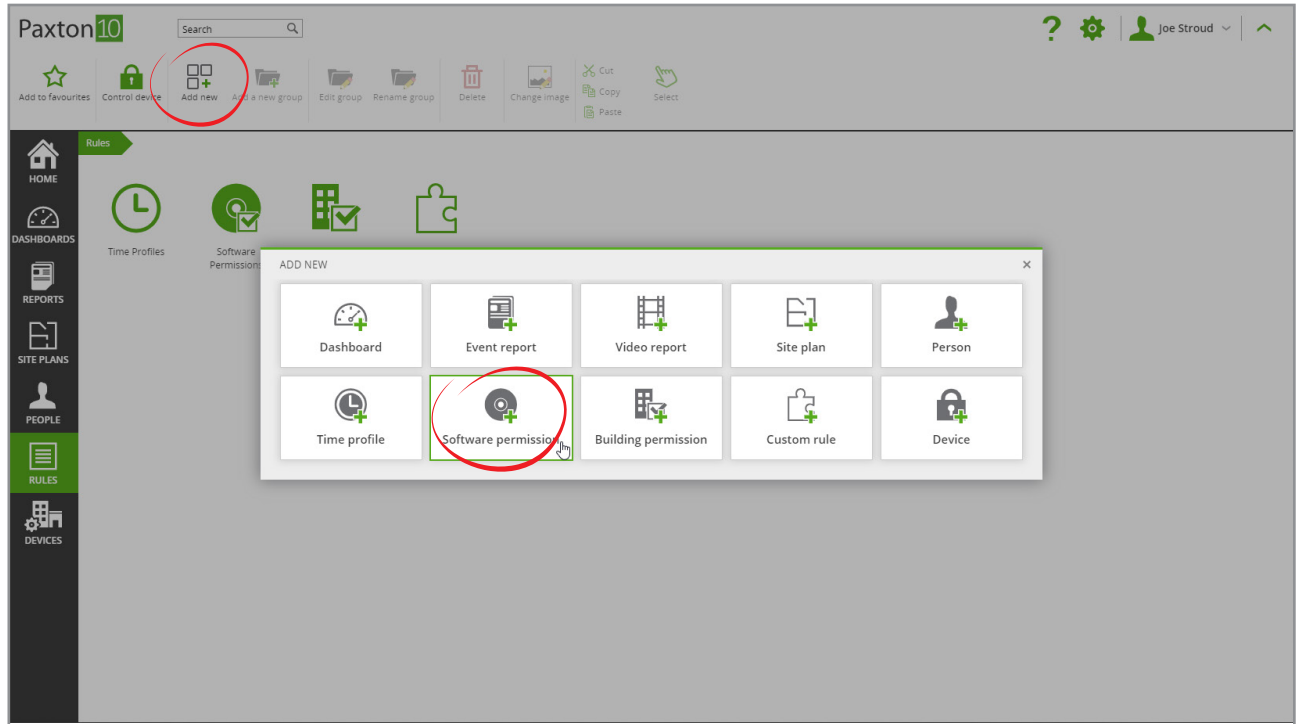 Paxton10
Search
Joe Stroud
Add to favourites
Control device
Add new
Add a new group
Edit group
Rename group
Delete
Change image
Cut
Copy
Paste
Select
HOME
DASHBOARDS
REPORTS
SITE PLANS
PEOPLE
RULES
DEVICES
Rules
Time Profiles
Software
Permission
ADD NEW
Dashboard
Event report
Video report
Site plan
Person
Time profile
Software permission
Building permission
Custom rule
Device